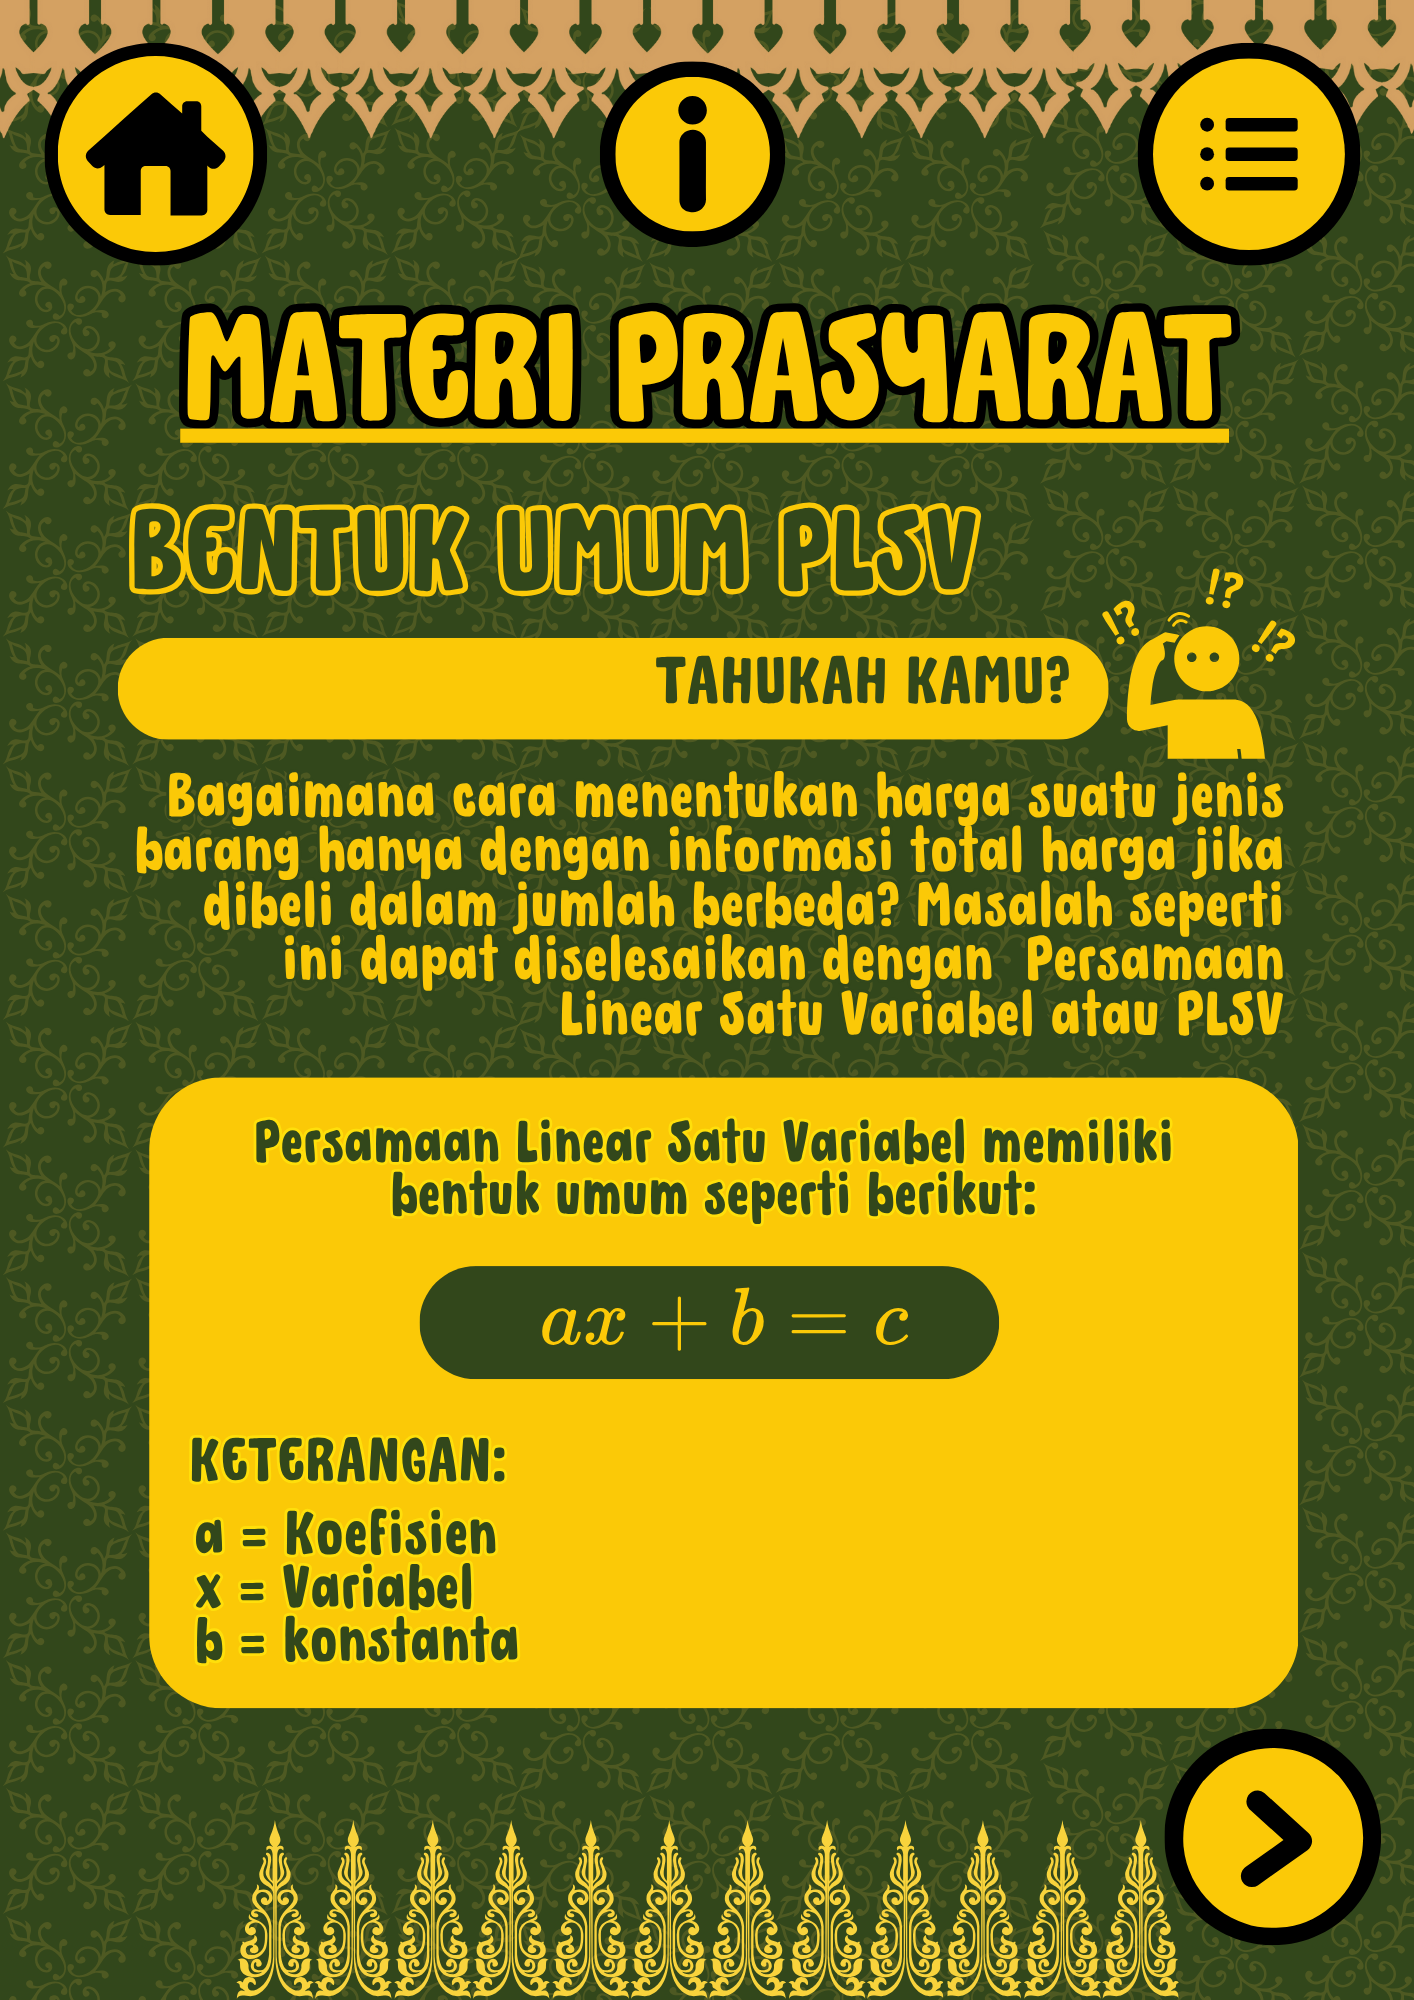 MATERI PRASYARAT
BENTUK UMUM PLSV
!?
!?
!?
TAHUKAH KAMU?
Bagaimana cara menentukan harga suatu jenis
barang hanya dengan informasi total harga jika
dibeli dalam jumlah berbeda? Masalah seperti
ini dapat diselesaikan dengan Persamaan
Linear Satu Variabel atau PLSV
Persamaan Linear Satu Variabel memiliki
bentuk umum seperti berikut:
ax + b = c
KETERANGAN:
a = Koefisien
x = Variabel
b = konstanta